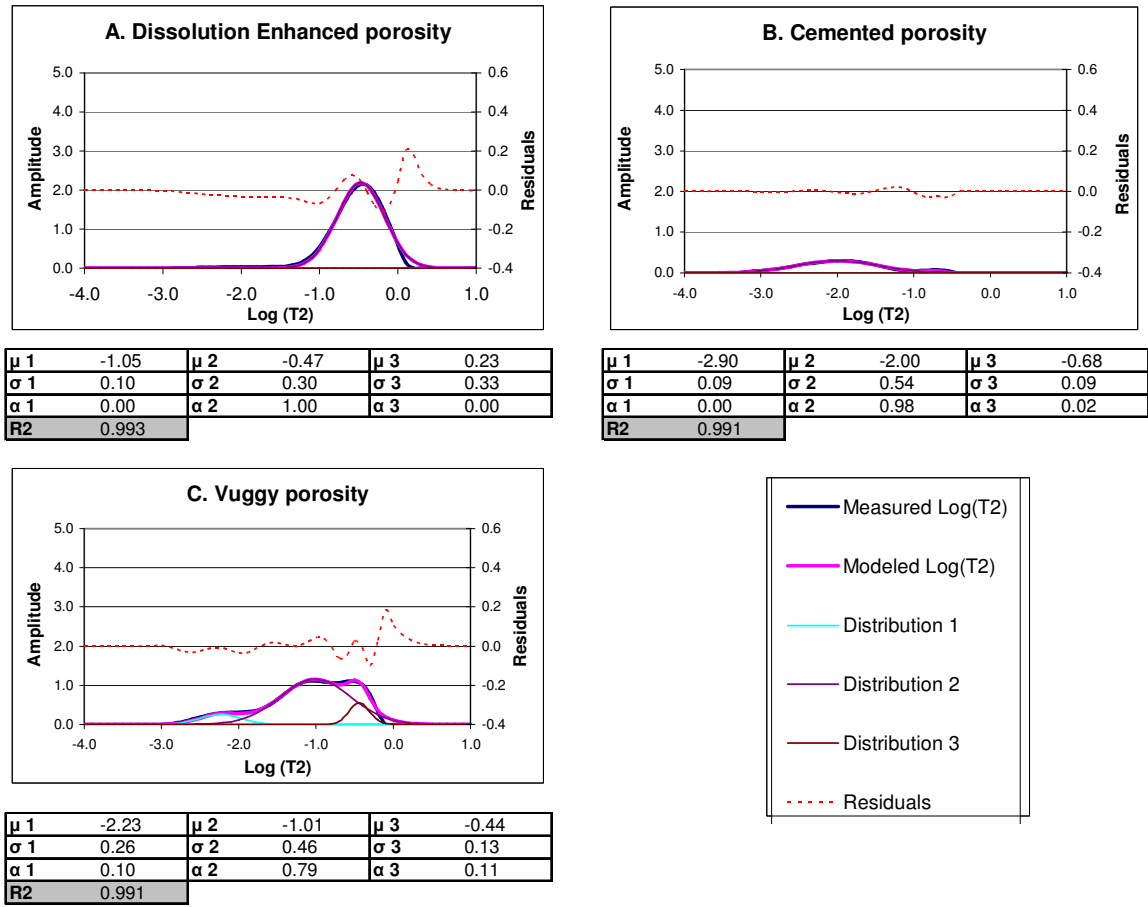 A. Dissolution Enhanced porosity
5.0
4.0
3.0
2.0
1.0
0.0
0.6
0.4
0.2
0.0
-0.2
-0.4
-4.0 -3.0 -2.0 -1.0 0.0 1.0
Amplitude
Residuals
Log (T2)
μ 1 -1.05 μ 2 -0.47 μ 3 0.23
σ 1 0.10 σ 2 0.30 σ 3 0.33
α 1 0.00 α 2 1.00 α 3 0.00
R2 0.993
B. Cemented porosity
5.0
4.0
3.0
2.0
1.0
0.0
0.6
0.4
0.2
0.0
-0.2
-0.4
-4.0 -3.0 -2.0 -1.0 0.0 1.0
Amplitude
Residuals
Log (T2)
μ 1 -2.90 μ 2 -2.00 μ 3 -0.68
σ 1 0.09 σ 2 0.54 σ 3 0.09
α 1 0.00 α 2 0.98 α 3 0.02
R2 0.991
C. Vuggy porosity
5.0
4.0
3.0
2.0
1.0
0.0
0.6
0.4
0.2
0.0
-0.2
-0.4
-4.0 -3.0 -2.0 -1.0 0.0 1.0
Amplitude
Residuals
Log (T2)
μ 1 -2.23 μ 2 -1.01 μ 3 -0.44
σ 1 0.26 σ 2 0.46 σ 3 0.13
α 1 0.10 α 2 0.79 α 3 0.11
R2 0.991
Measured Log(T2)
Modeled Log(T2)
Distribution 1
Distribution 2
Distribution 3
Residuals